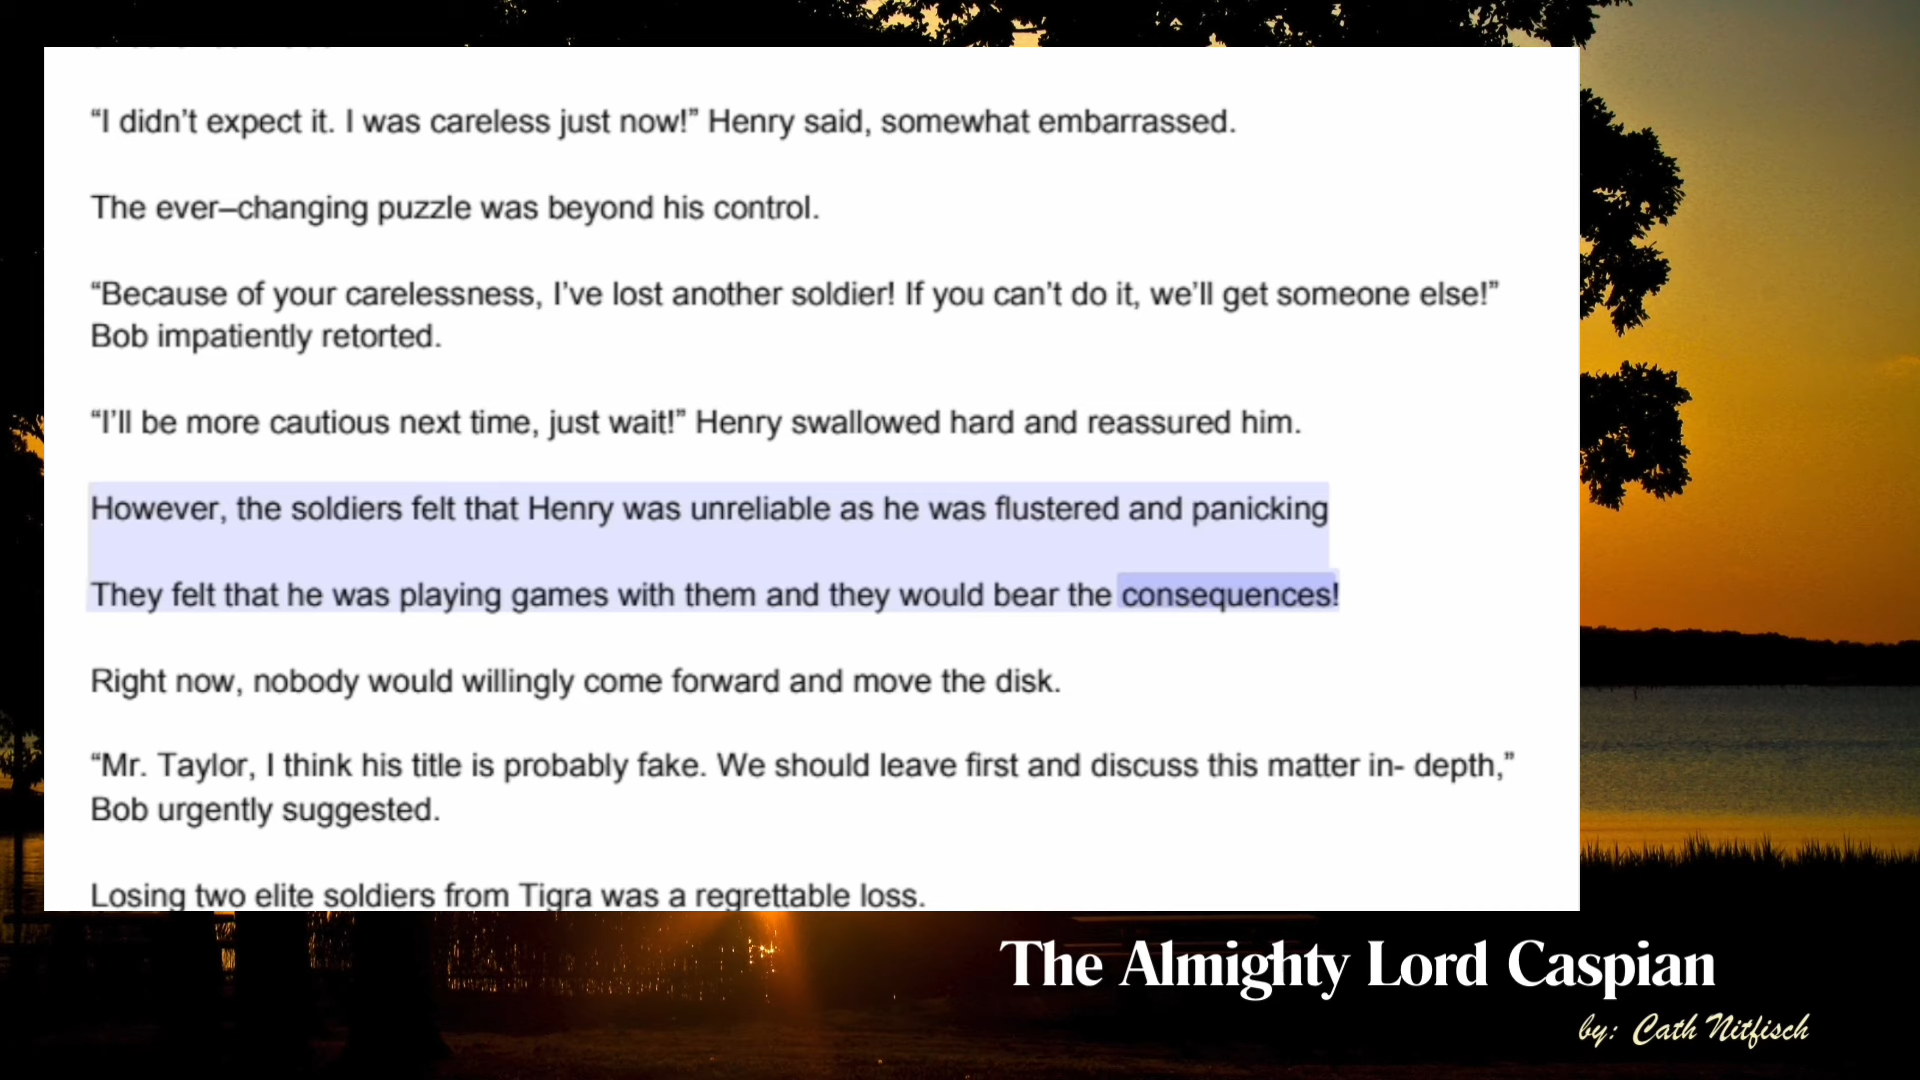 “I didn’t expect it. I was careless just now!” Henry said, somewhat embarrassed.
The ever–changing puzzle was beyond his control.
“Because of your carelessness, I’ve lost another soldier! If you can’t do it, we’ll get someone else!”
Bob impatiently retorted.
“I’ll be more cautious next time, just wait!” Henry swallowed hard and reassured him.
However, the soldiers felt that Henry was unreliable as he was flustered and panicking
They felt that he was playing games with them and they would bear the consequences!
Right now, nobody would willingly come forward and move the disk.
“Mr. Taylor, I think his title is probably fake. We should leave first and discuss this matter in- depth,”
Bob urgently suggested.
Losing two elite soldiers from Tigra was a regrettable loss.
The Almighty Lord Caspian
by: Cath Nitfisch